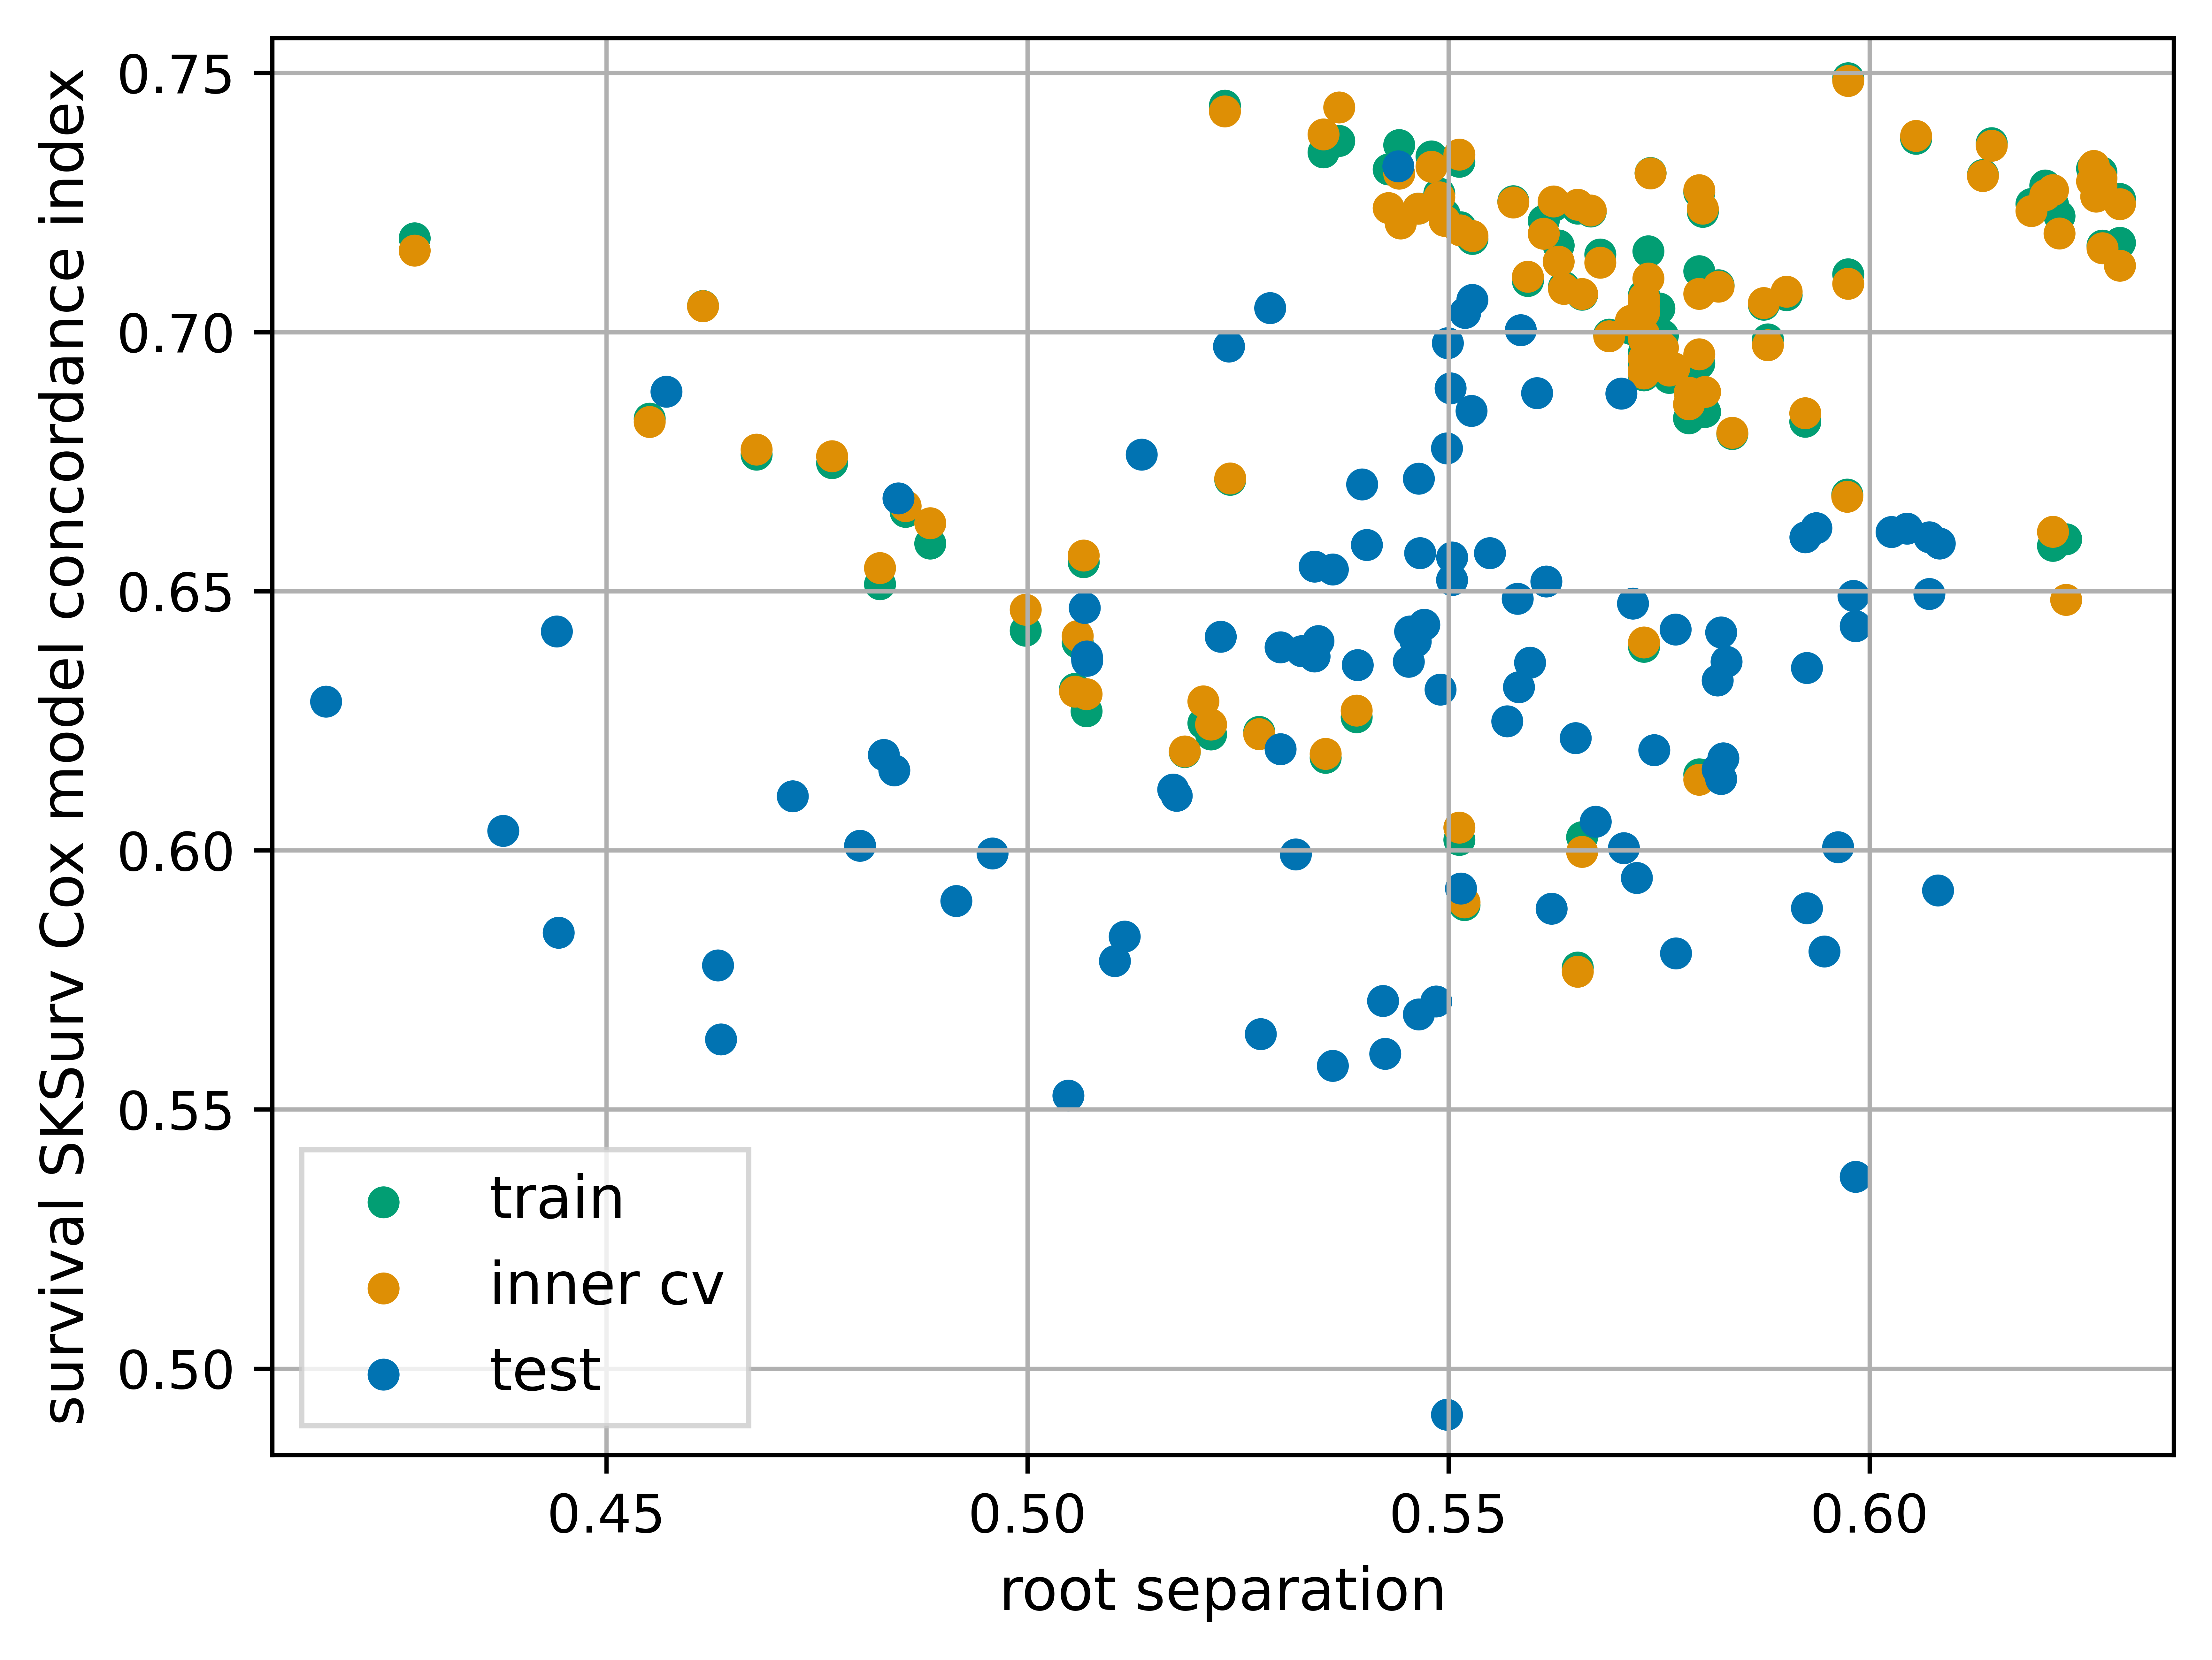 survival SKSurv Cox model concordance index
0.75
0.70
0.65
0.60
0.55
0.50
train
inner cv
test
0.45
0.50
0.55
0.60
root separation